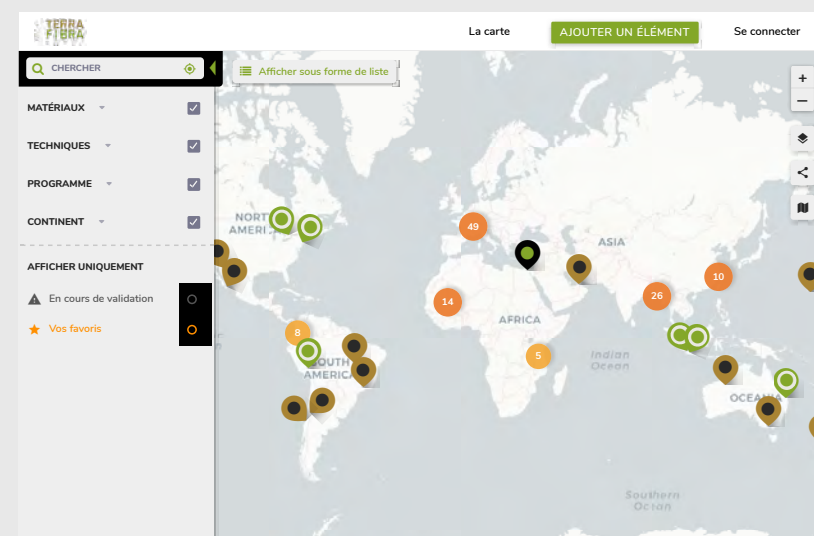 TERRA
FIBRA
La carte
AJOUTER UN ÉLÉMENT
Se connecter
CHERCHER
Afficher sous forme de liste
+
−
MATÉRIAUX
TECHNIQUES
PROGRAMME
CONTINENT
AFFICHER UNIQUEMENT
En cours de validation
Vos favoris
NORT
AMERI
49
ASIA
10
26
14
AFRICA
8
5
SOUTH
AMERICA
Indian
Ocean
OCEANIA
Southern
Ocean